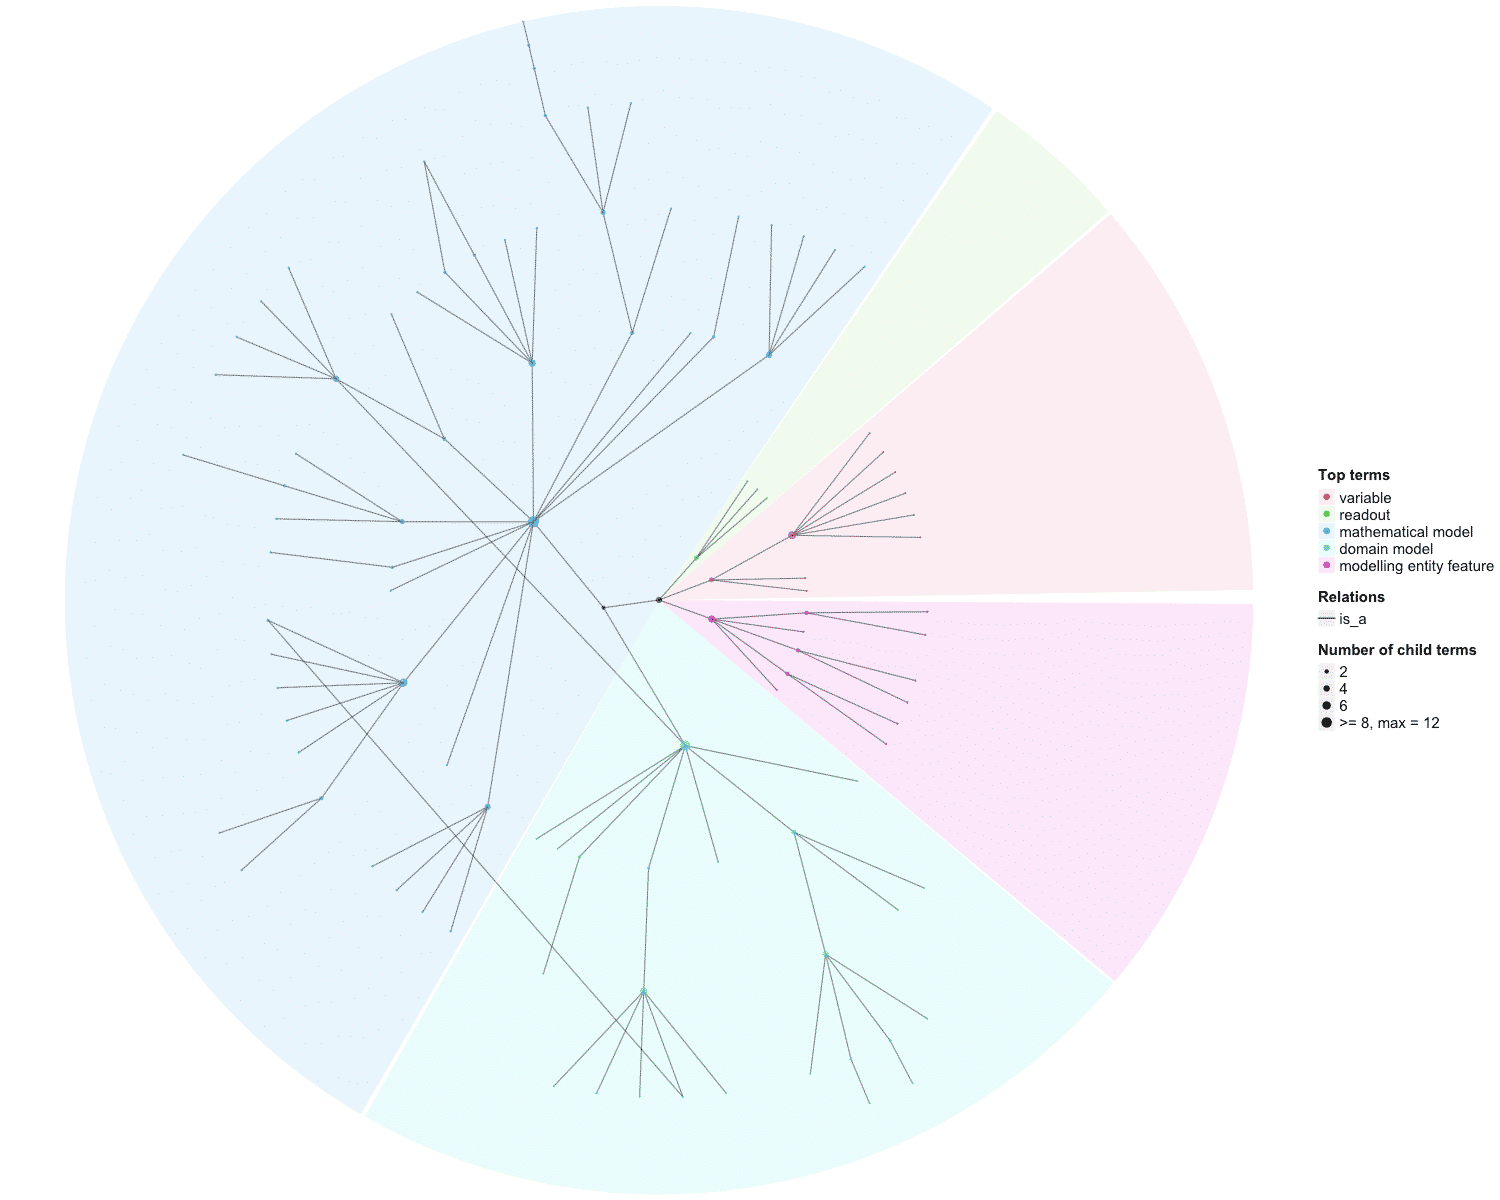 Top terms
variable
readout
mathematical model
domain model
modelling entity feature
Relations
is_a
Number of child terms
2
4
6
>= 8, max = 12